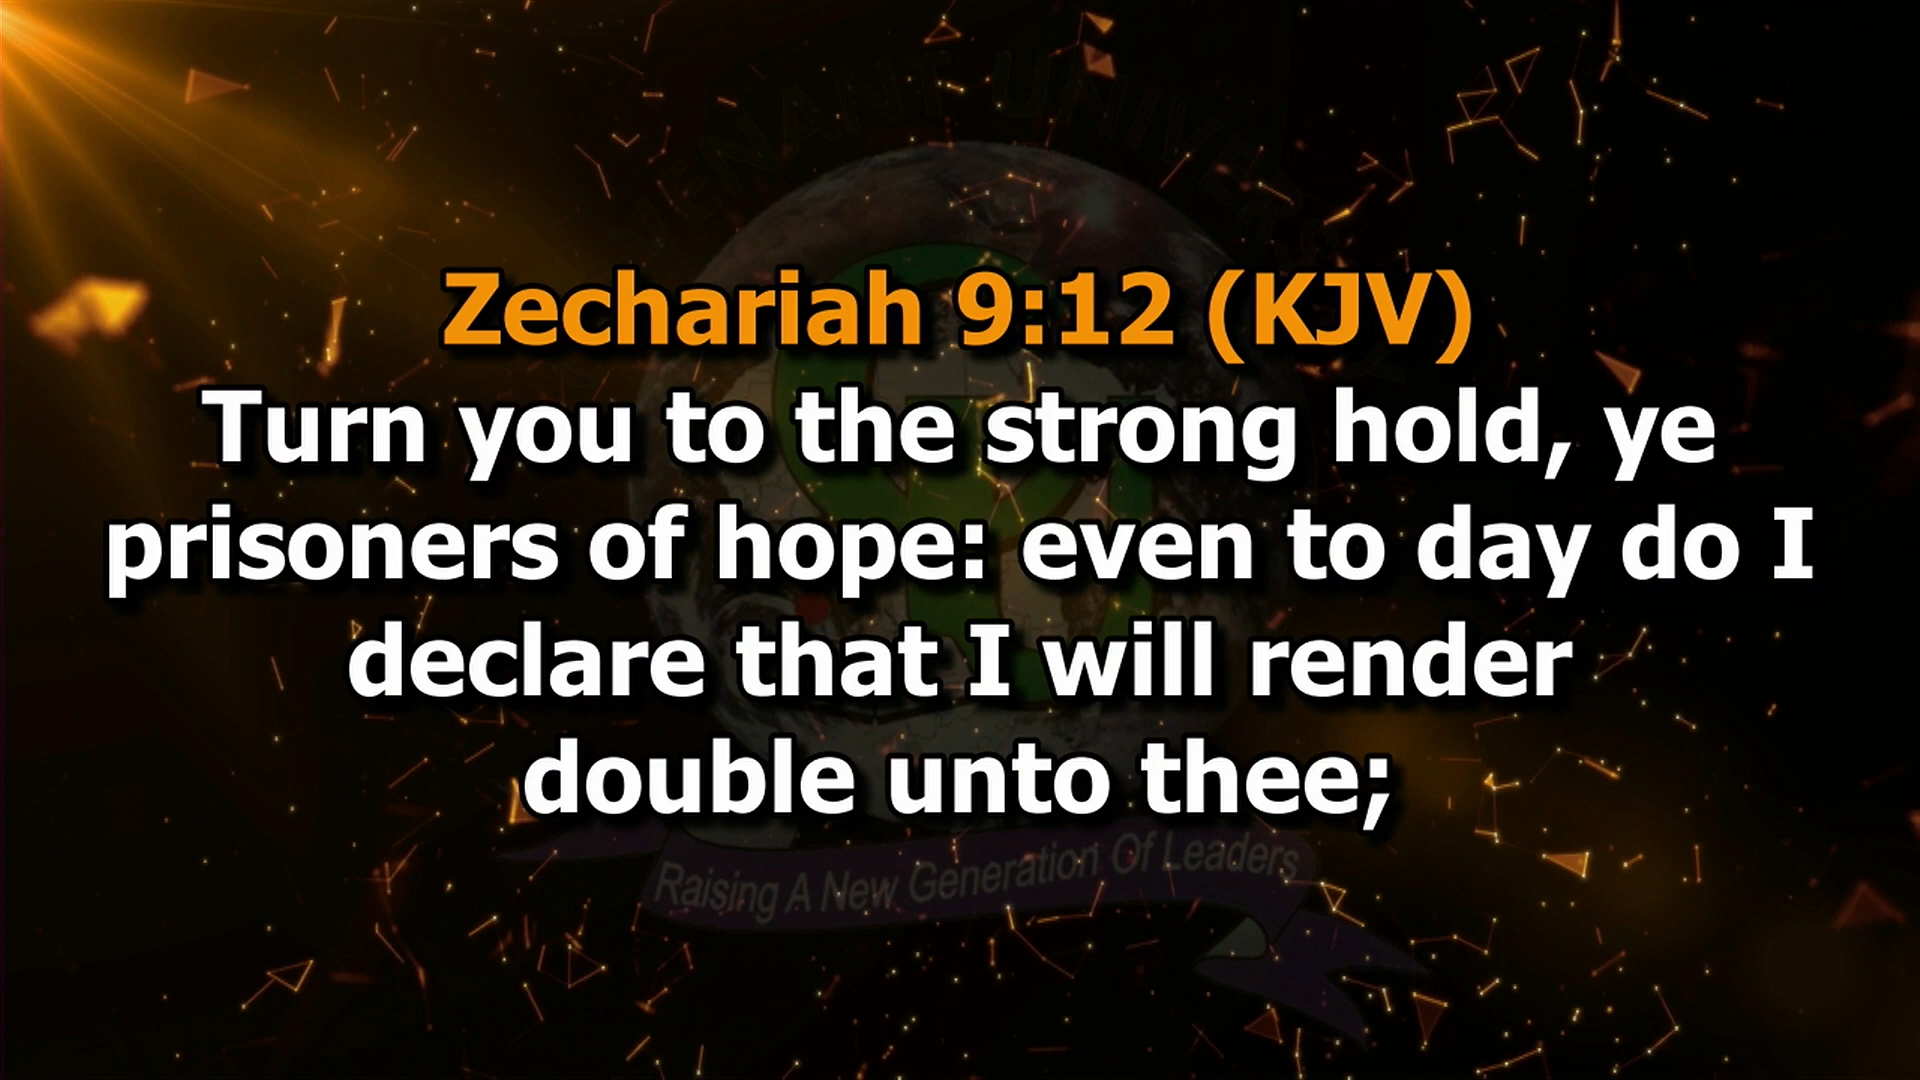 Zechariah 9:12 (KJV)
Turn you to the strong hold, ye
prisoners of hope: even to day do I
declare that I will render
double unto thee;
Raising A New Generation Of Leaders